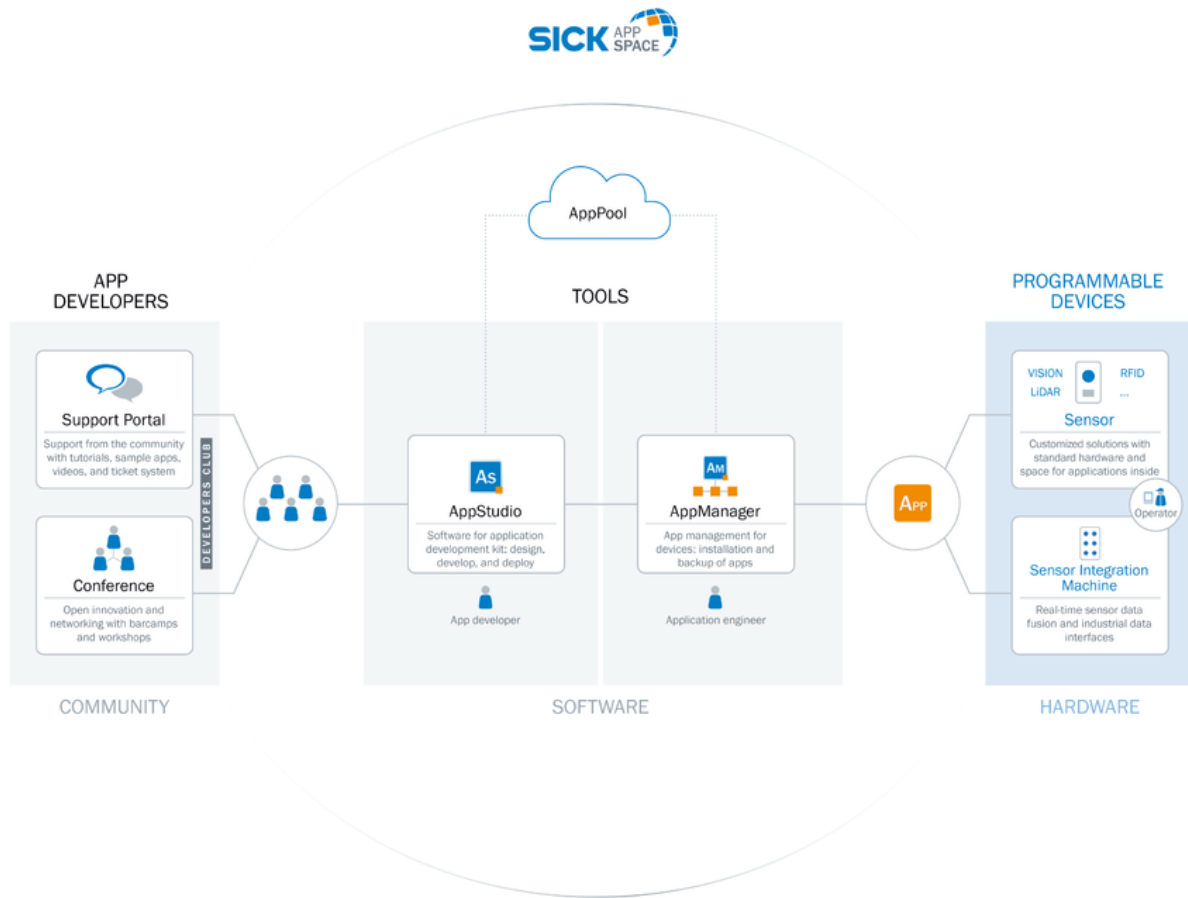 SICK APP
SPACE
AppPool
APP
DEVELOPERS
TOOLS
PROGRAMMABLE
DEVICES
Support Portal
Support from the community
with tutorials, sample apps,
videos, and ticket system
Conference
Open innovation and
networking with barcamps
and workshops
DEVELOPERS CLUB
As
AppStudio
Software for application
development kit: design,
develop, and deploy
App developer
AM
AppManager
App management for
devices: installation and
backup of apps
Application engineer
APP
VISION
RFID
LiDAR
...
Sensor
Customized solutions with
standard hardware and
space for applications inside
Operator
Sensor Integration
Machine
Real-time sensor data
fusion and industrial data
interfaces
COMMUNITY
SOFTWARE
HARDWARE